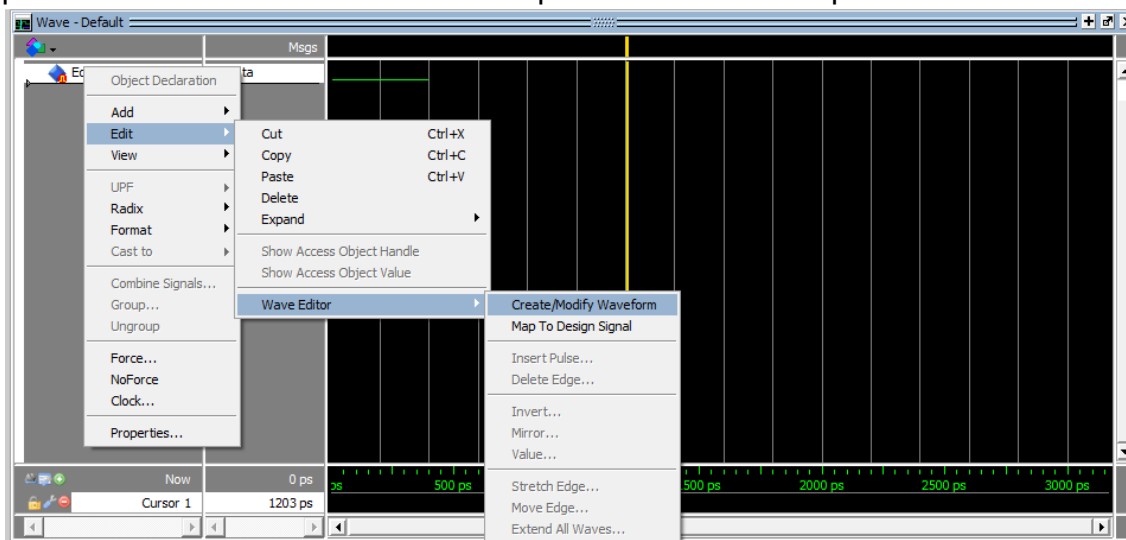 Wave - Default
Msgs
Object Declaration
Add
Edit
View
UPF
Radix
Format
Cast to
Combine Signals...
Group...
Ungroup
Force...
NoForce
Clock...
Properties...
Cut Ctrl+X
Copy Ctrl+C
Paste Ctrl+V
Delete
Expand
Show Access Object Handle
Show Access Object Value
Wave Editor
Create/Modify Waveform
Map To Design Signal
Insert Pulse...
Delete Edge...
Invert...
Mirror...
Value...
Stretch Edge...
Move Edge...
Extend All Waves...
Now 0 ps
ps 500 ps 500 ps 2000 ps 2500 ps 3000 ps
Cursor 1 1203 ps